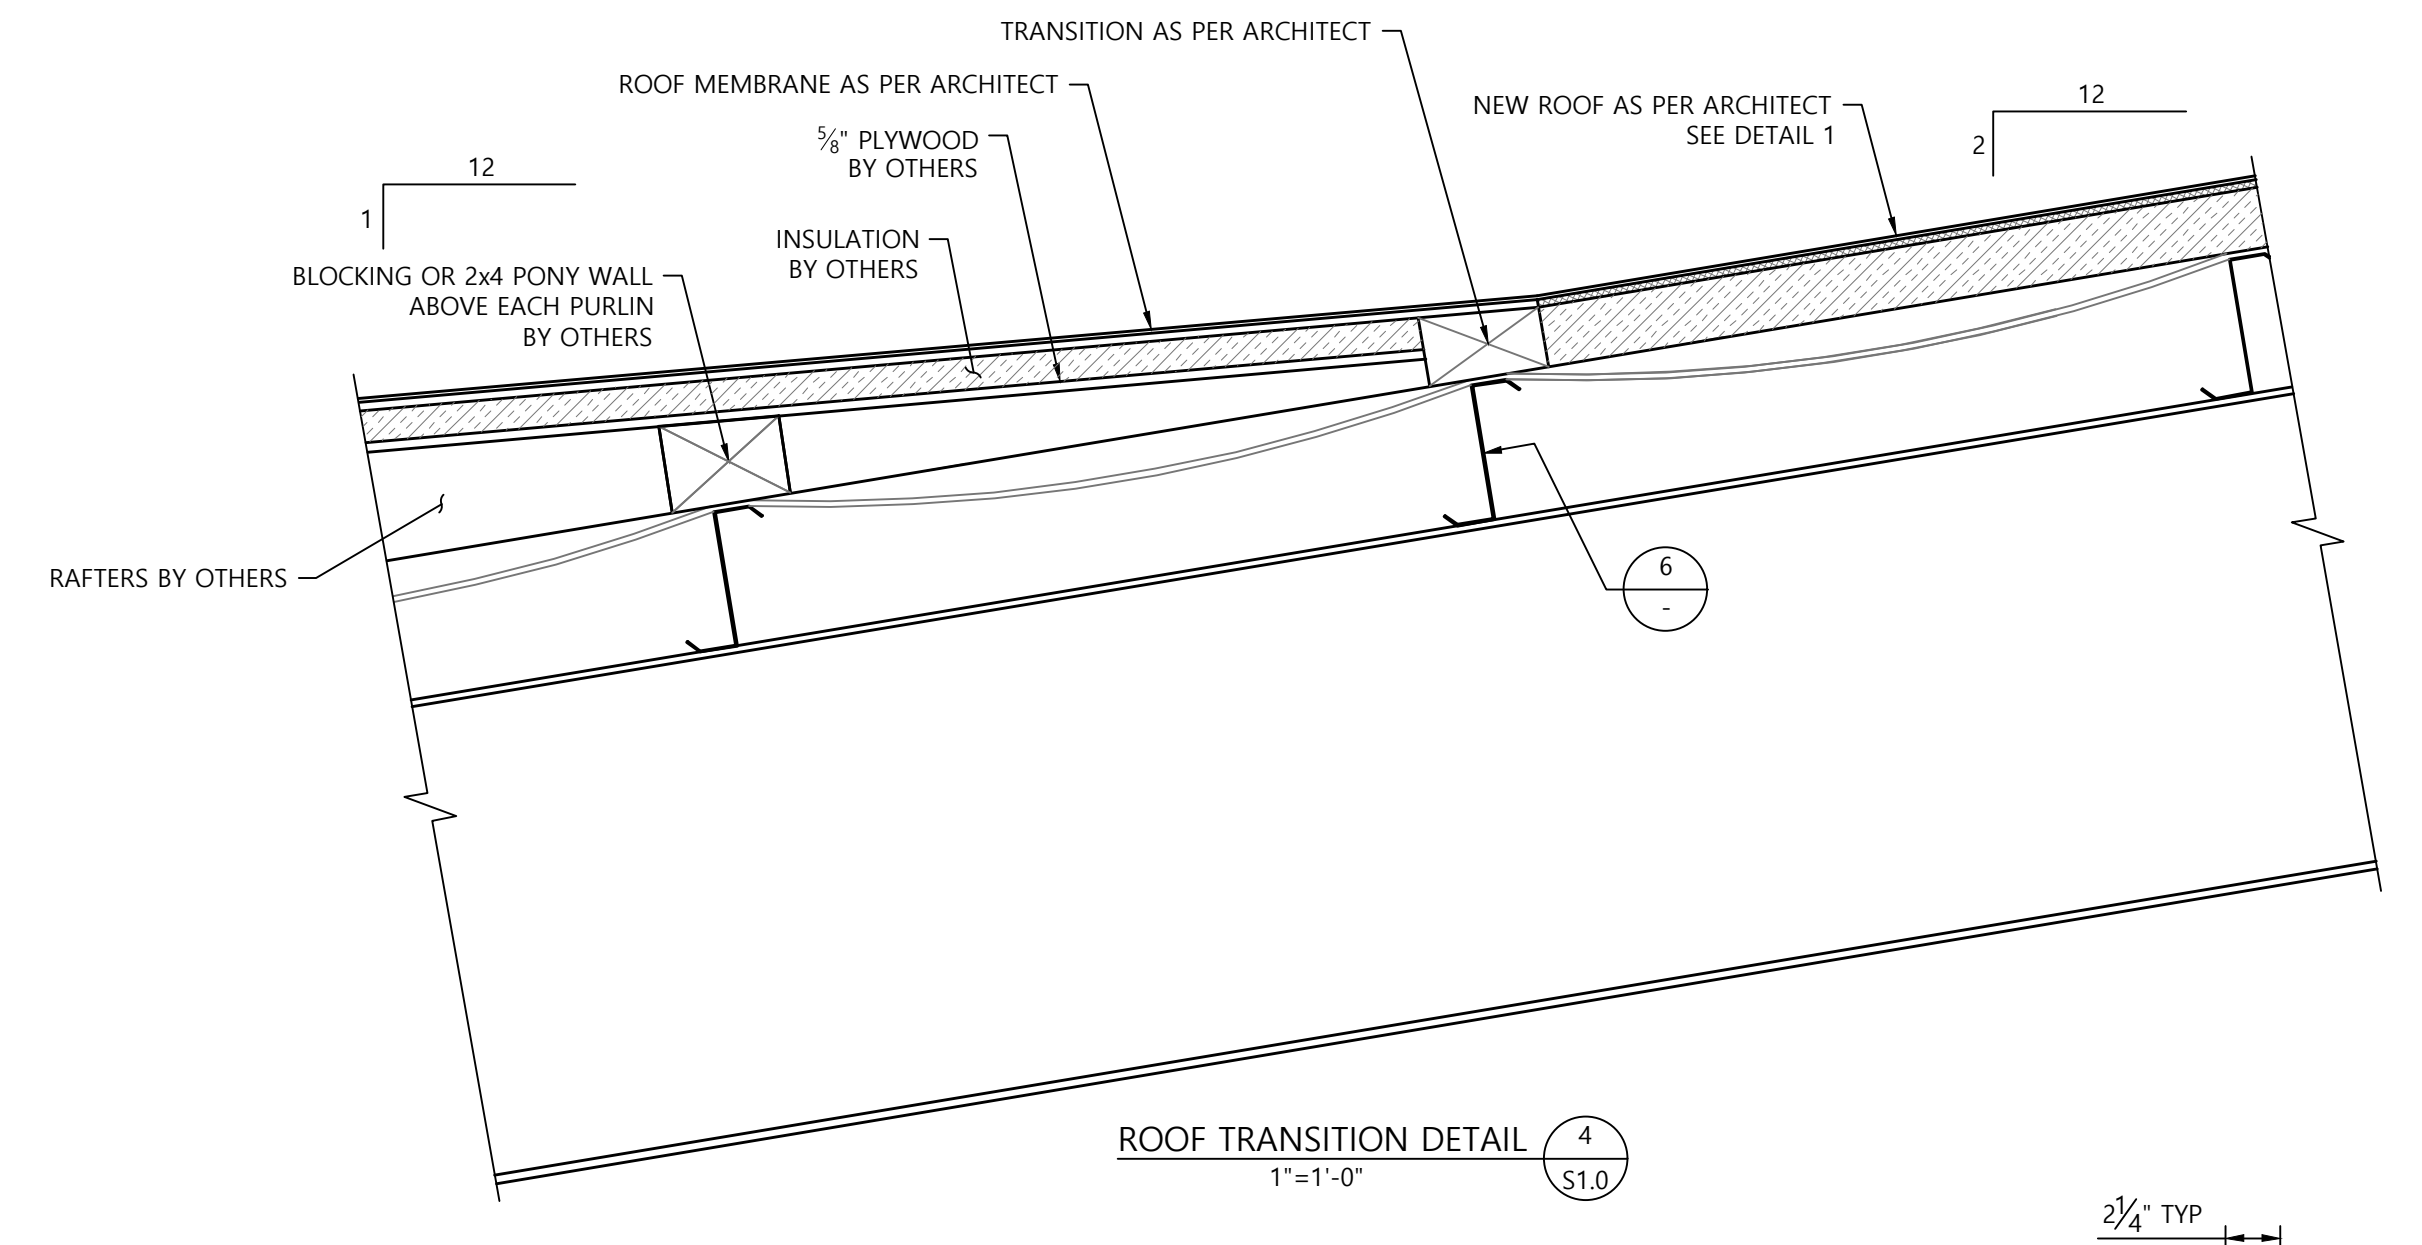 TRANSITION AS PER ARCHITECT
ROOF MEMBRANE AS PER ARCHITECT
NEW ROOF AS PER ARCHITECT
SEE DETAIL 1
12
2
5/8" PLYWOOD
BY OTHERS
12
1
INSULATION
BY OTHERS
BLOCKING OR 2x4 PONY WALL
ABOVE EACH PURLIN
BY OTHERS
RAFTERS BY OTHERS
6
-
ROOF TRANSITION DETAIL
1"=1'-0"
4
S1.0
2 1/4" TYP